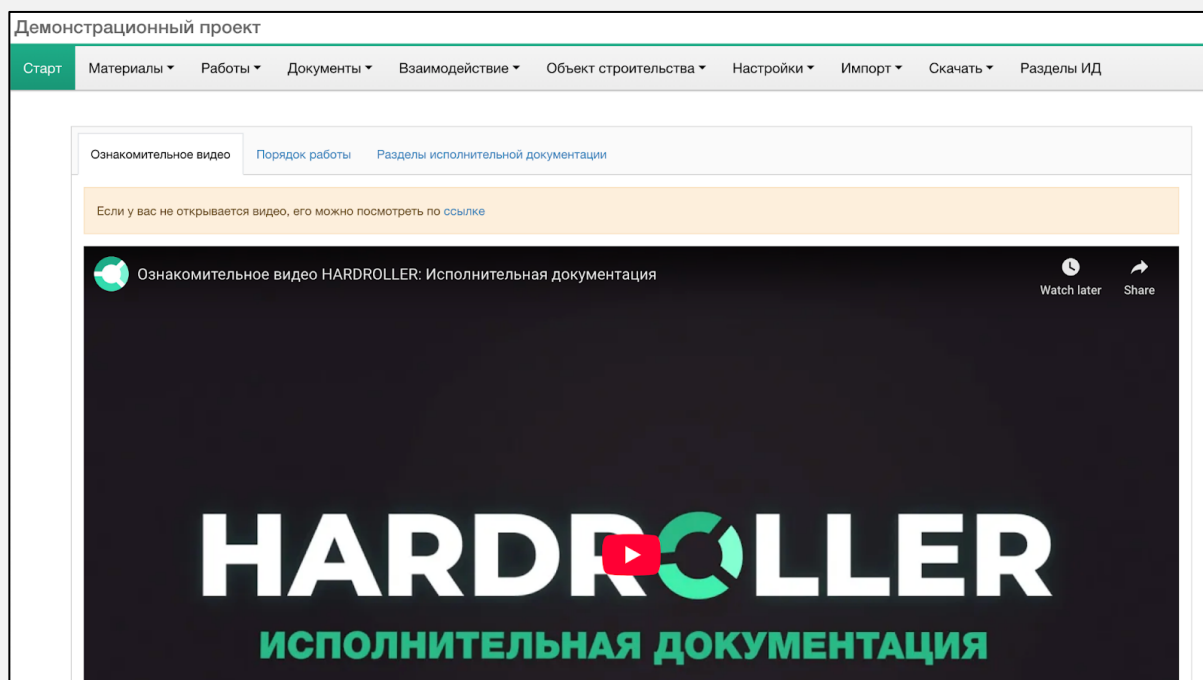 Демонстрационный проект
Старт Материалы Работы Документы Взаимодействие Объект строительства Настройки Импорт Скачать Разделы ИД
Ознакомительное видео Порядок работы Разделы исполнительной документации
Если у вас не открывается видео, его можно посмотреть по ссылке
Ознакомительное видео HARDROLLER: Исполнительная документация
Watch later Share
HARDROLLER
ИСПОЛНИТЕЛЬНАЯ ДОКУМЕНТАЦИЯ